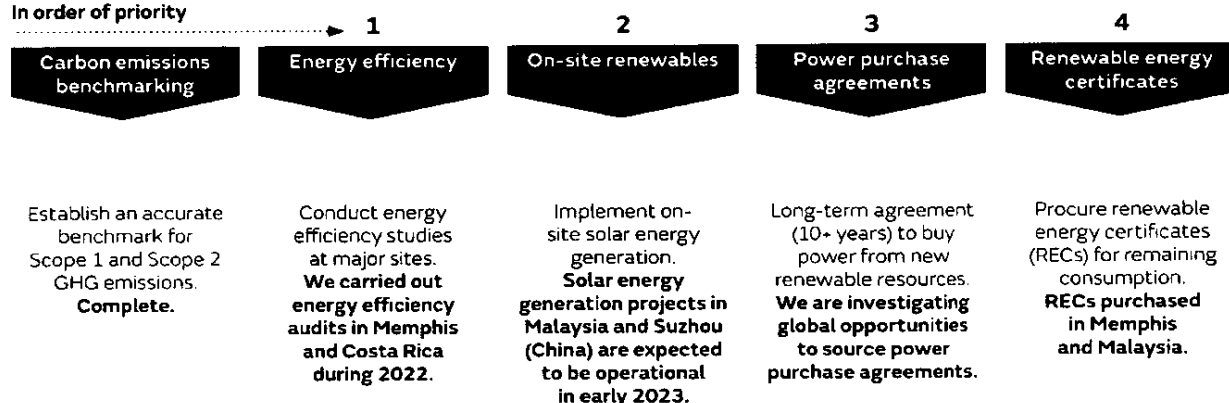 In order of priority
1
2
3
4
Carbon emissions
benchmarking
Energy efficiency
On-site renewables
Power purchase
agreements
Renewable energy
certificates
Establish an accurate
benchmark for
Scope 1 and Scope 2
GHG emissions.
Complete.
Conduct energy
efficiency studies
at major sites.
We carried out
energy efficiency
audits in Memphis
and Costa Rica
during 2022.
Implement on-
site solar energy
generation.
Solar energy
generation projects in
Malaysia and Suzhou
(China) are expected
to be operational
in early 2023.
Long-term agreement
(10+ years) to buy
power from new
renewable resources.
We are investigating
global opportunities
to source power
purchase agreements.
Procure renewable
energy certificates
(RECs) for remaining
consumption.
RECs purchased
in Memphis
and Malaysia.